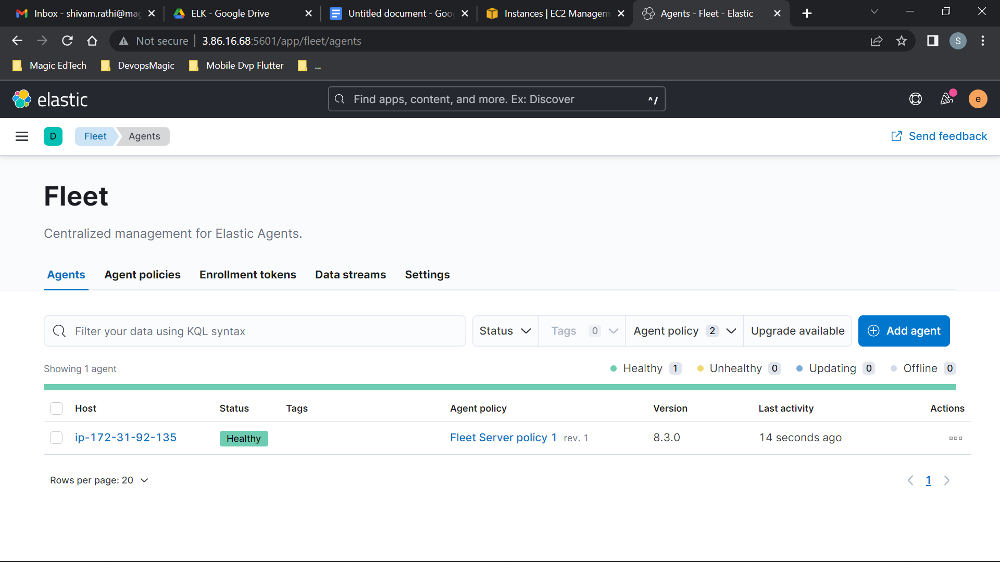 Inbox - shivam.rathi@ma
ELK - Google Drive
Untitled document - Goo
Instances | EC2 Managem
Agents - Fleet - Elastic
Not secure
3.86.16.68:5601/app/fleet/agents
S
Magic EdTech
DevopsMagic
Mobile Dvp Flutter
...
elastic
Find apps, content, and more. Ex: Discover
^/
e
D
Fleet
Agents
Send feedback
Fleet
Centralized management for Elastic Agents.
Agents
Agent policies
Enrollment tokens
Data streams
Settings
Filter your data using KQL syntax
Status
Tags 0
Agent policy 2
Upgrade available
Add agent
Showing 1 agent
Healthy 1
Unhealthy 0
Updating 0
Offline 0
Host Status Tags Agent policy Version Last activity Actions
ip-172-31-92-135 Healthy Fleet Server policy 1 rev. 1 8.3.0 14 seconds ago
Rows per page: 20
1